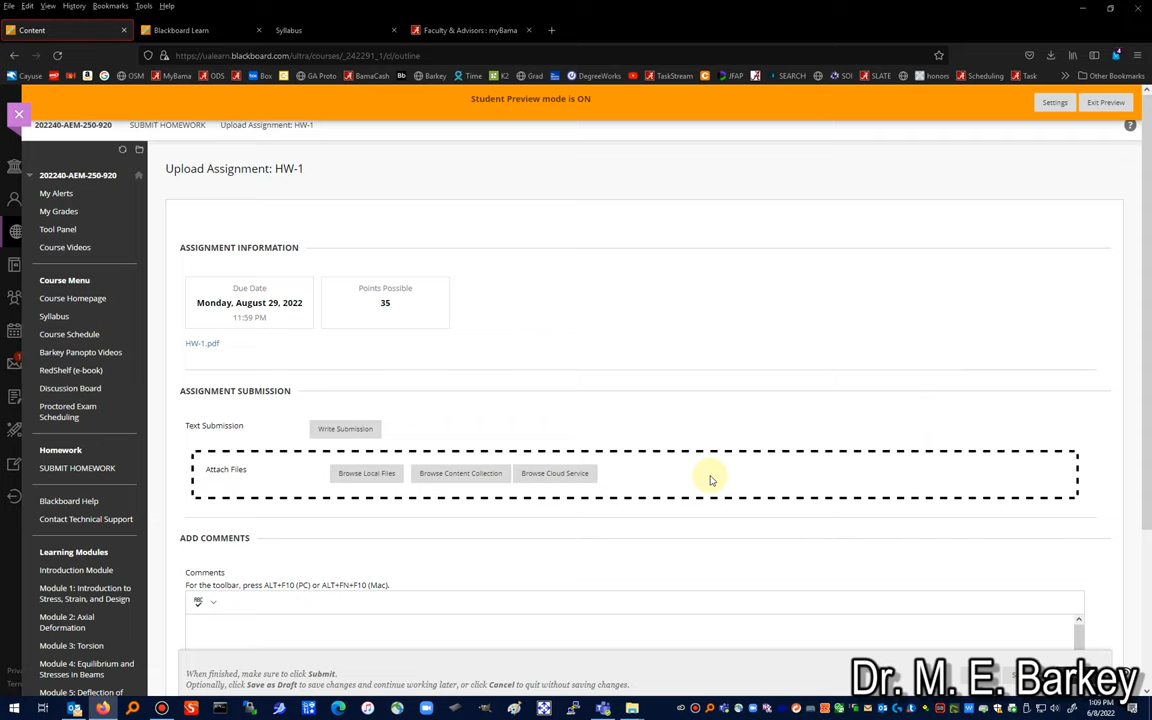 File Edit View History Bookmarks Tools Help
Content
Blackboard Learn
Syllabus
Faculty & Advisors : myBama
https://ualearn.blackboard.com/ultra/courses/_242291_1/cl/outline
Cayuse OSM MyBama ODS Box GA Proto BamaCash Bb Barkey Time K2 Grad DegreeWorks TaskStream JFAP SEARCH SOI SLATE honors Scheduling Task Other Bookmarks
Student Preview mode is ON
Settings
Exit Preview
202240-AEM-250-920 SUBMIT HOMEWORK Upload Assignment: HW-1
202240-AEM-250-920
My Alerts
My Grades
Tool Panel
Course Videos
Course Menu
Course Homepage
Syllabus
Course Schedule
Barkey Panopto Videos
RedShelf (e-book)
Discussion Board
Proctored Exam
Scheduling
Homework
SUBMIT HOMEWORK
Blackboard Help
Contact Technical Support
Learning Modules
Introduction Module
Module 1: Introduction to
Stress, Strain, and Design
Module 2: Axial
Deformation
Module 3: Torsion
Module 4: Equilibrium and
Stresses in Beams
Module 5: Deflection of
Upload Assignment: HW-1
ASSIGNMENT INFORMATION
Due Date
Monday, August 29, 2022
11:59 PM
Points Possible
35
HW-1.pdf
ASSIGNMENT SUBMISSION
Text Submission
Write Submission
Attach Files
Browse Local Files
Browse Content Collection
Browse Cloud Service
ADD COMMENTS
Comments
For the toolbar, press ALT+F10 (PC) or ALT+FN+F10 (Mac).
When finished, make sure to click Submit.
Optionally, click Save as Draft to save changes and continue working later, or click Cancel to quit without saving changes.
Dr. M. E. Barkey
1:09 PM
6/8/2022